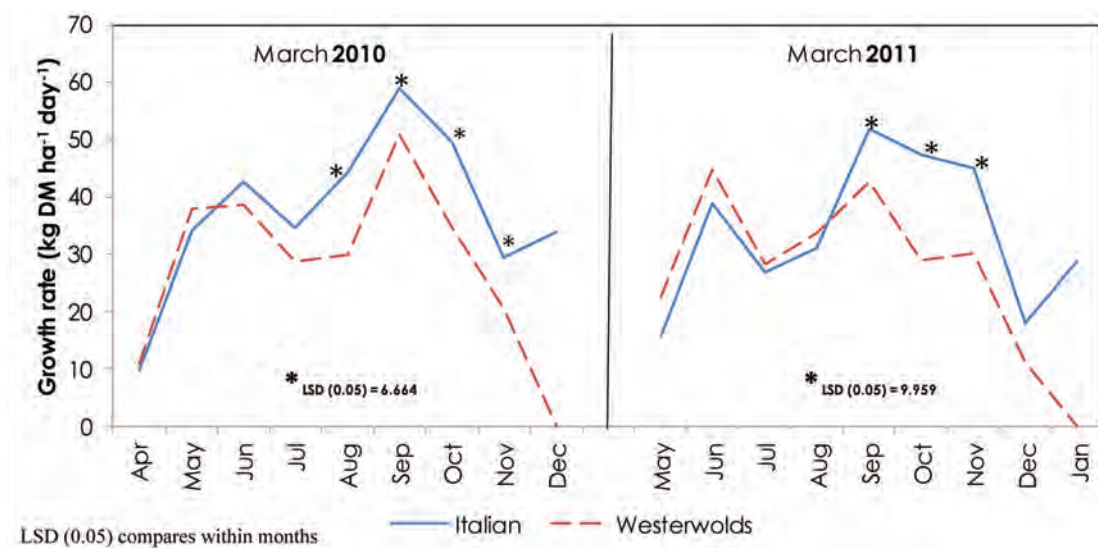 70
60
50
40
30
20
10
0
Growth rate (kg DM ha⁻¹ day⁻¹)
March 2010
March 2011
*
*
*
*
*
*
*
* LSD (0.05) = 6.664
* LSD (0.05) = 9.959
Apr
May
Jun
Jul
Aug
Sep
Oct
Nov
Dec
May
Jun
Jul
Aug
Sep
Oct
Nov
Dec
Jan
Italian
Westerwolds
LSD (0.05) compares within months